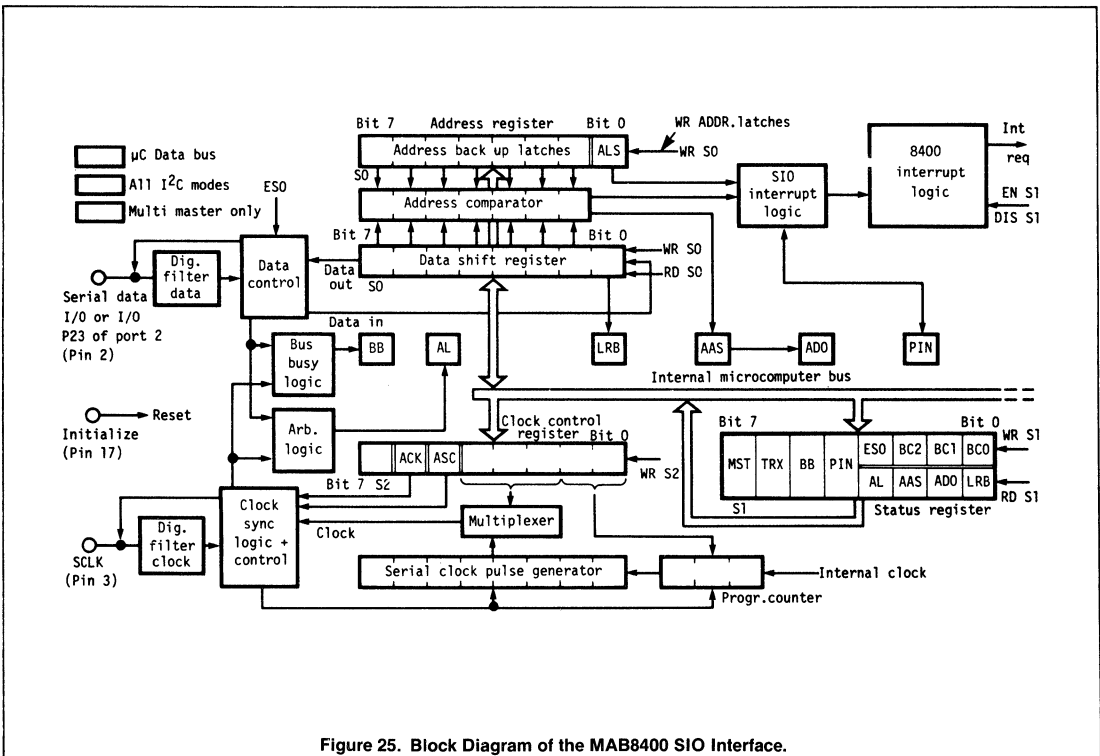 Bit 7 Address register Bit 0
WR ADDR.latches
Address back up latches ALS
WR S0
S0
Address comparator
Bit 7 Bit 0
Data shift register
WR S0
RD S0
S0
Data out
µC Data bus
All I2C modes
Multi master only
ESO
Dig. filter data
Data control
Serial data
I/O or I/O
P23 of port 2
(Pin 2)
SIO interrupt logic
8400 interrupt logic
Int req
EN S1
DIS S1
Data in
Bus busy logic
BB
AL
LRB
AAS
ADO
PIN
Internal microcomputer bus
Reset
Initialize
(Pin 17)
Arb. logic
Clock control register
Bit 0
ACK ASC
WR S2
Bit 7 S2
Bit 7 Bit 0
MST TRX BB PIN
ESO BC2 BC1 BC0
AL AAS ADO LRB
WR S1
RD S1
S1
Status register
Clock sync logic + control
Clock
Multiplexer
Dig. filter clock
SCLK
(Pin 3)
Serial clock pulse generator
Internal clock
Progr.counter
Figure 25. Block Diagram of the MAB8400 SIO Interface.